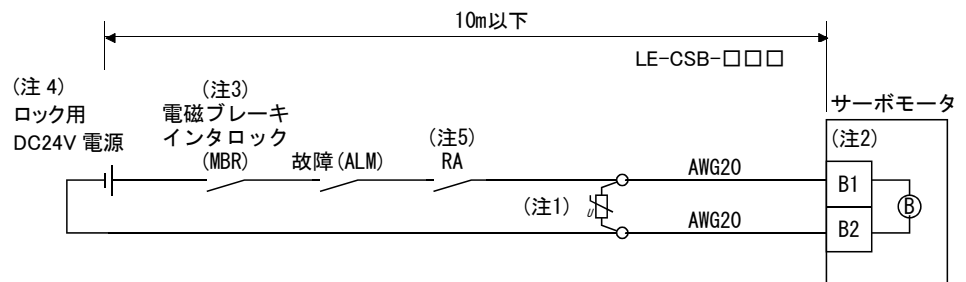 10m以下
LE-CSB-□□□
(注 4)
ロック用
DC24V 電源
(注3)
電磁ブレーキ
インタロック
(MBR)
故障(ALM)
(注5)
RA
(注1)
U
AWG20
AWG20
サーボモータ
(注2)
B1
B2
B